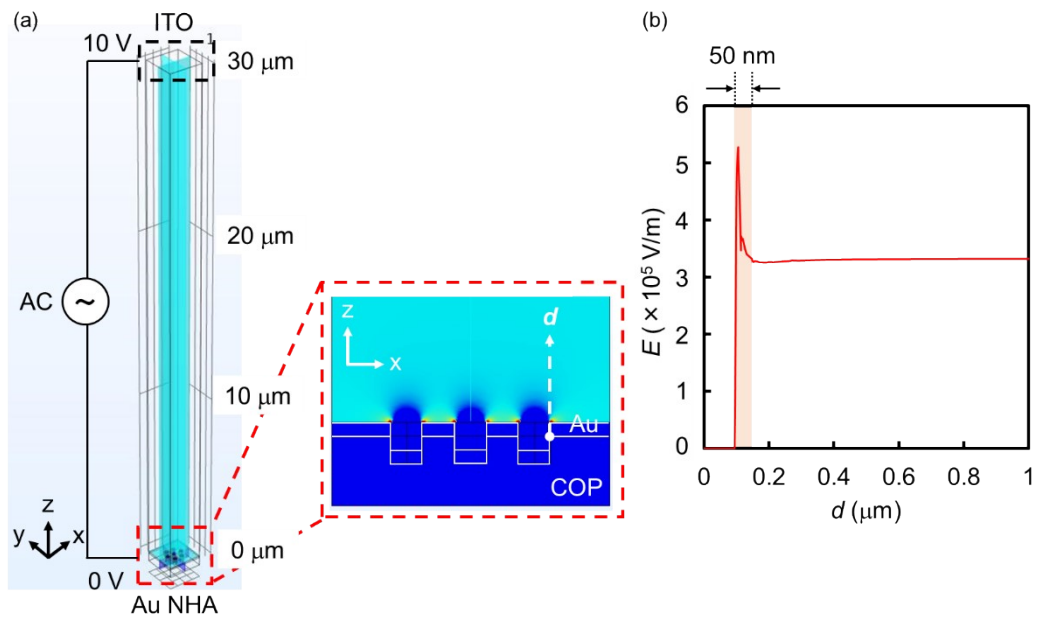 (a)
ITO
10 V
1
30 μm
20 μm
AC
~
10 μm
z
y
x
0 μm
0 V
Au NHA
z
x
d
Au
COP
(b)
50 nm
6
5
4
3
2
1
0
E ( × 10⁵ V/m)
0
0.2
0.4
0.6
0.8
1
d (μm)